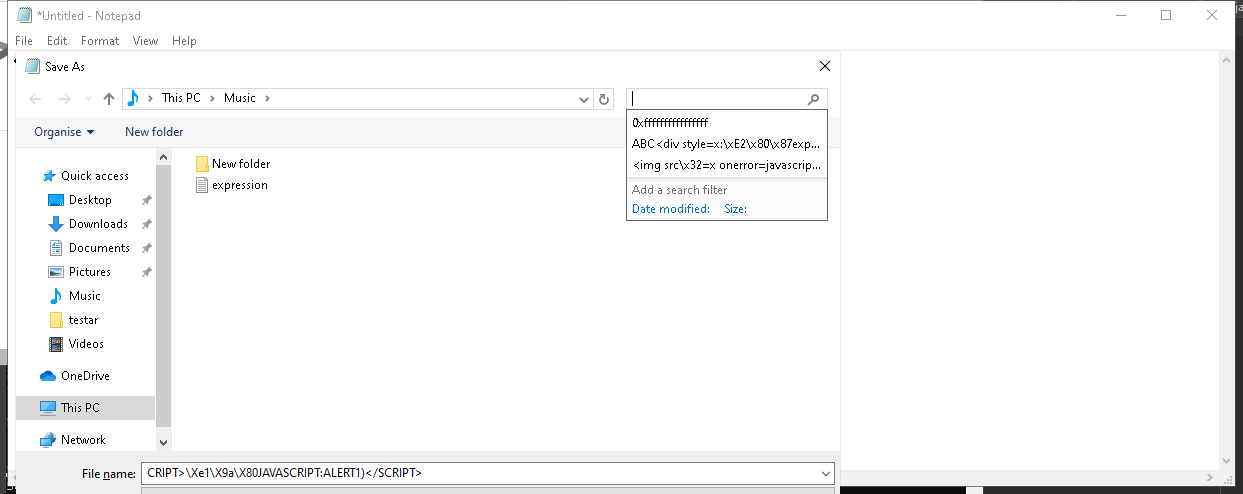 *Untitled - Notepad
File Edit Format View Help
Save As
This PC Music
Organise New folder
0xffffffffffffffff
ABC<div style=x:\xE2\x80\x87exp...
<img src\x32=x onerror=javascrip...
Add a search filter
Date modified: Size:
Quick access
Desktop
Downloads
Documents
Pictures
Music
testar
Videos
OneDrive
This PC
Network
New folder
expression
File name: CRIPT>\Xe1\X9a\X80JAVASCRIPT:ALERT1)</SCRIPT>